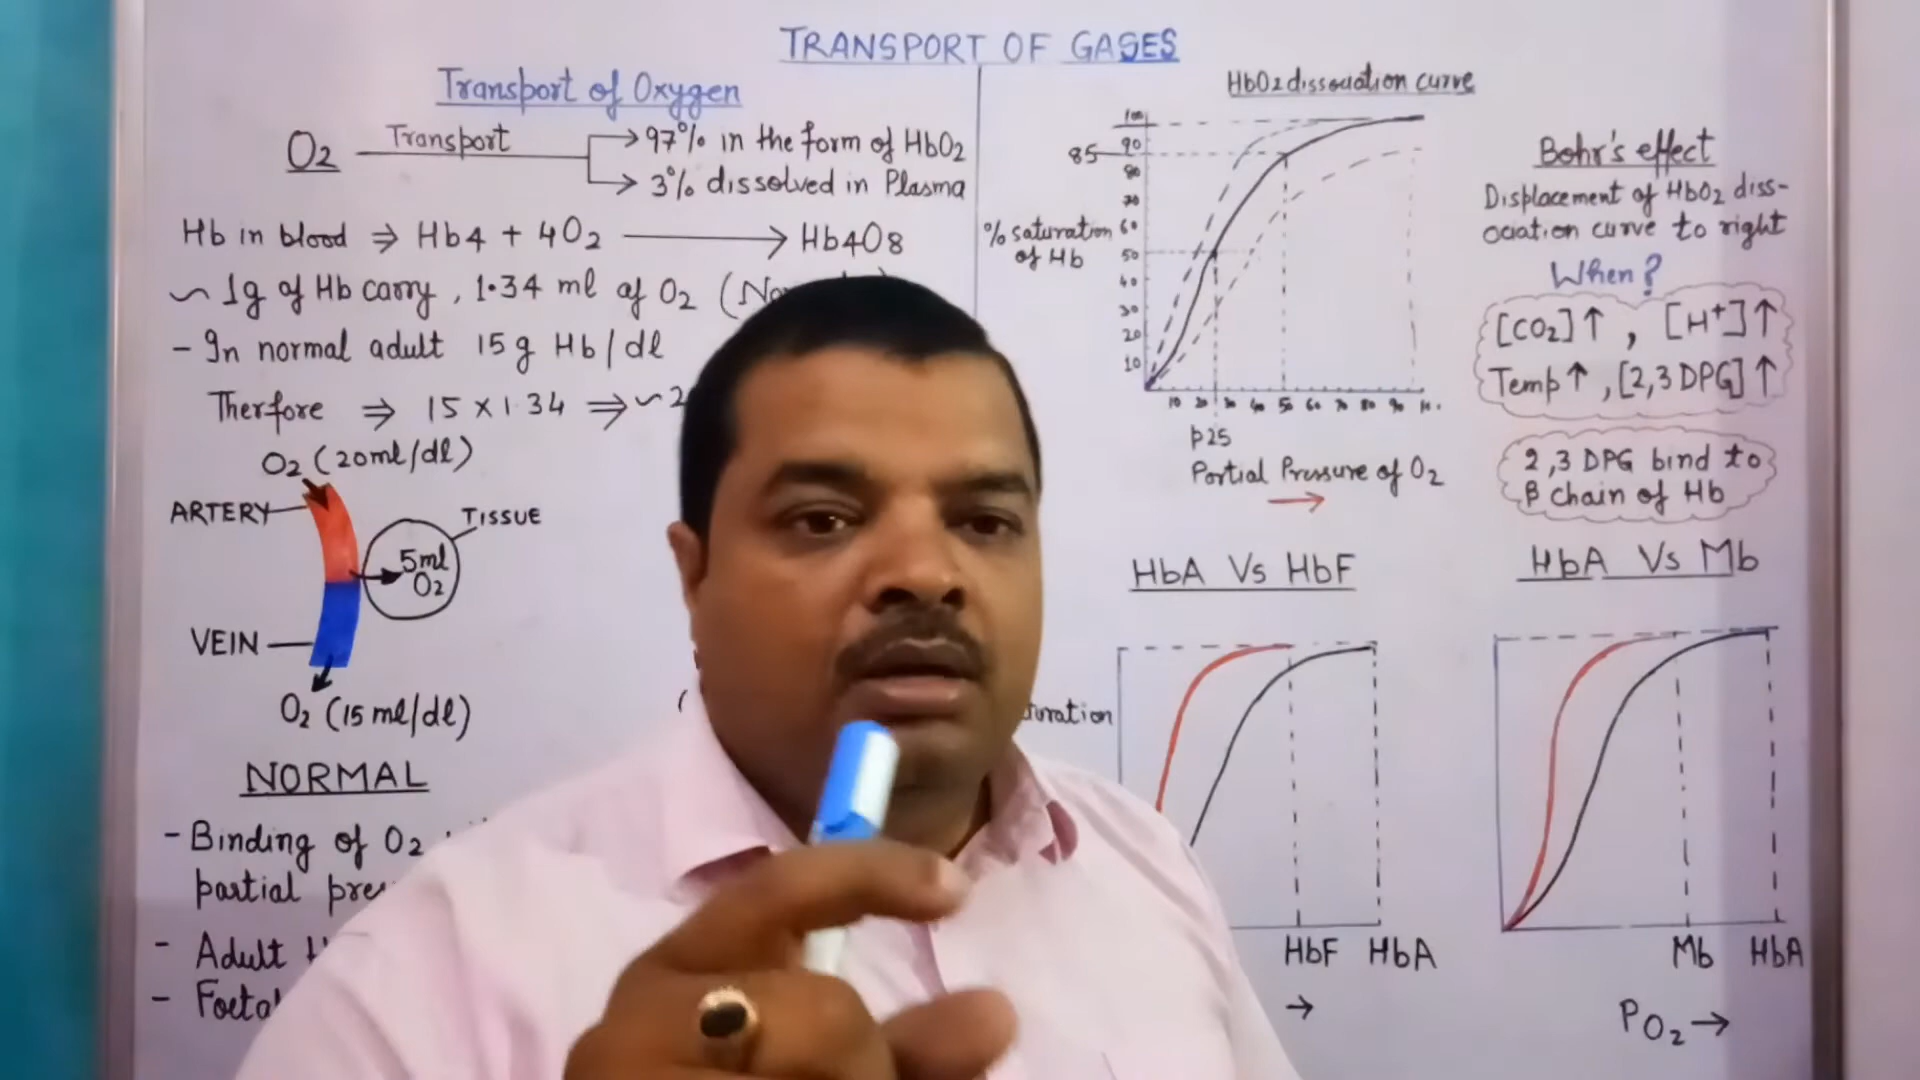 TRANSPORT OF GASES
Transport of Oxygen
O2 Transport
97% in the form of HbO2
3% dissolved in Plasma
Hb in blood ⇒ Hb4 + 4O2 → Hb4O8
~ 1g of Hb carry, 1.34 ml of O2
- In normal adult 15g Hb/dl
Therfore ⇒ 15 x 1.34 ⇒ ~2
O2 (20ml/dl)
ARTERY
TISSUE
5ml
O2
VEIN
O2 (15 ml/dl)
NORMAL
- Binding of O2
partial
- Adult
-
HbO2 dissociation curve
100
90
85
80
70
60
50
40
30
20
10
% saturation
of Hb
10 20 30 40 50 60 70 80 90
p25
Partial Pressure of O2
→
Bohr's effect
Displacement of HbO2 diss-
ociation curve to right
When?
[CO2]↑, [H+]↑
Temp↑, [2,3 DPG]↑
2,3 DPG bind to
β chain of Hb
HbA Vs HbF
HbF HbA
→
HbA Vs Mb
Mb HbA
PO2→